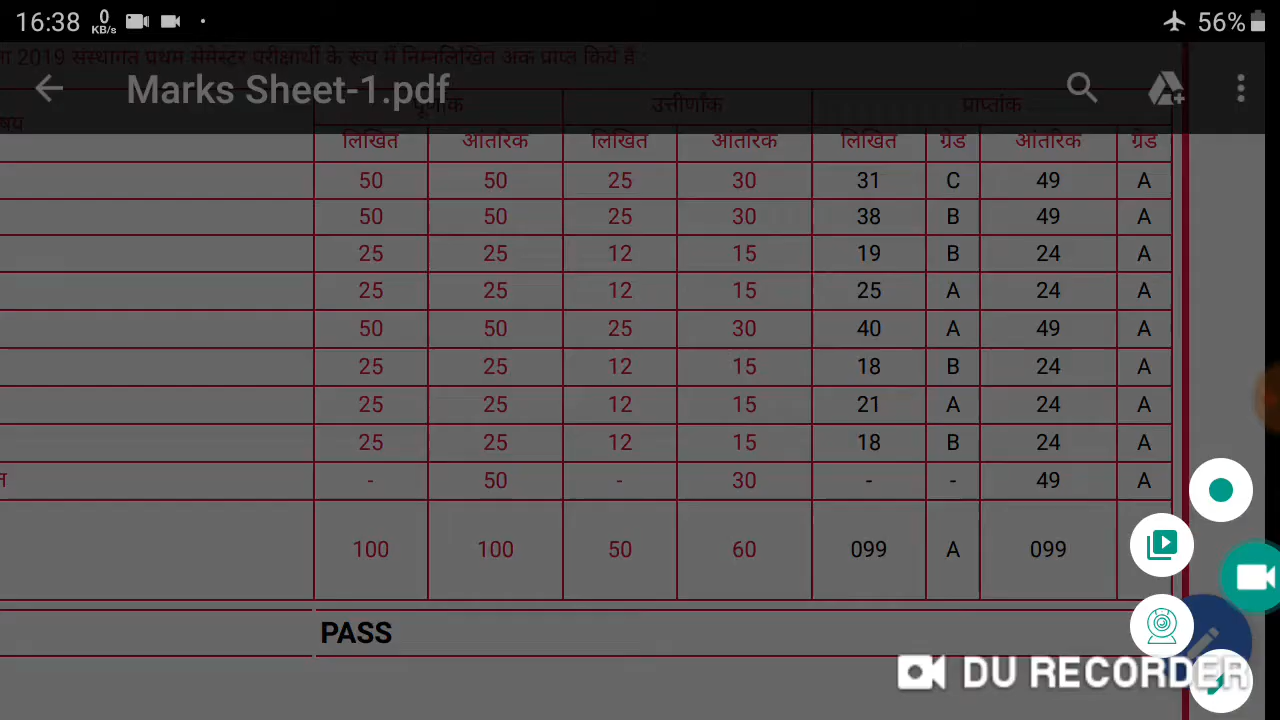 16:38 0 KB/s 56%
ना 2019 संस्थागत प्रथम सेमेस्टर परीक्षार्थी के रूप में निम्नलिखित अंक प्राप्त किये हैं :
Marks Sheet-1.pdf
षय पूर्णांक उत्तीर्णांक प्राप्तांक
लिखित आंतरिक लिखित आंतरिक लिखित ग्रेड आंतरिक ग्रेड
50 50 25 30 31 C 49 A
50 50 25 30 38 B 49 A
25 25 12 15 19 B 24 A
25 25 12 15 25 A 24 A
50 50 25 30 40 A 49 A
25 25 12 15 18 B 24 A
25 25 12 15 21 A 24 A
25 25 12 15 18 B 24 A
त - 50 - 30 - - 49 A
100 100 50 60 099 A 099
PASS
DU RECORDER